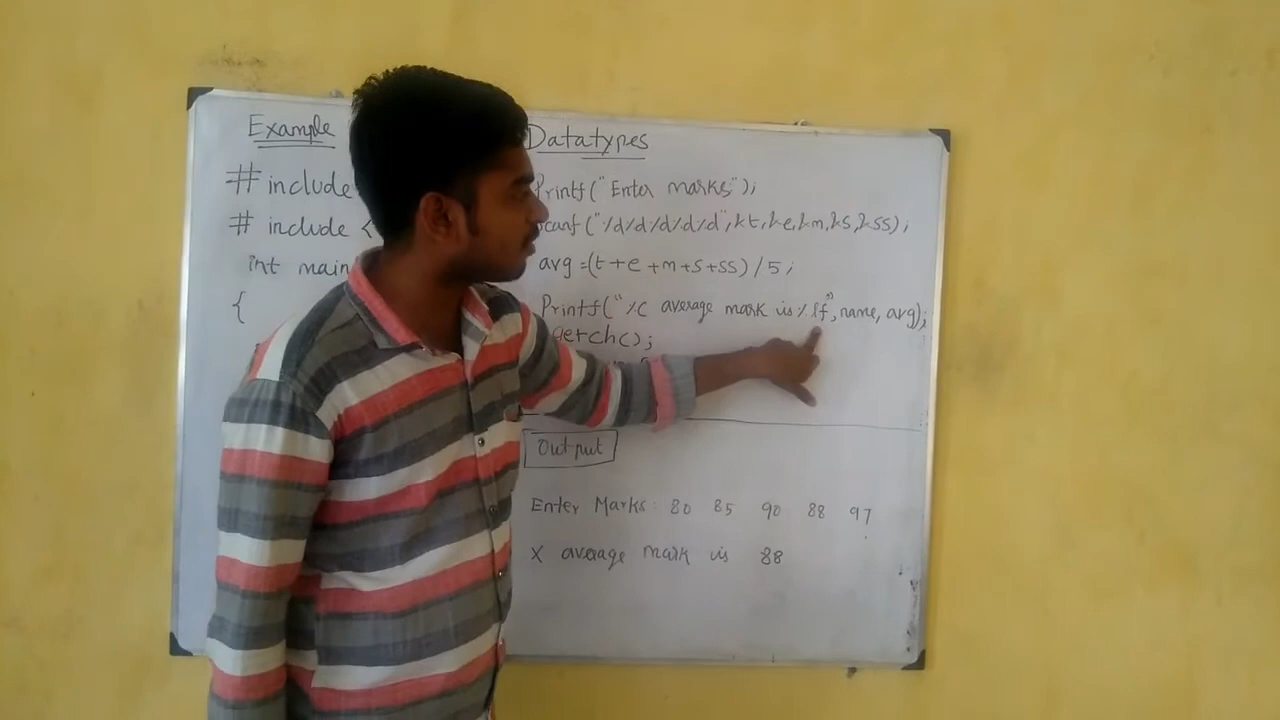 Example Datatypes
# include
# include <
int main
{
Printf("Enter marks");
scanf("%d%d%d%d%d",&t,&e,&m,&s,&ss);
avg=(t+e+m+s+ss)/5;
Printf("%c average mark is %lf",name,avg);
getch();
Output
Enter Marks: 80 85 90 88 97
X average mark is 88